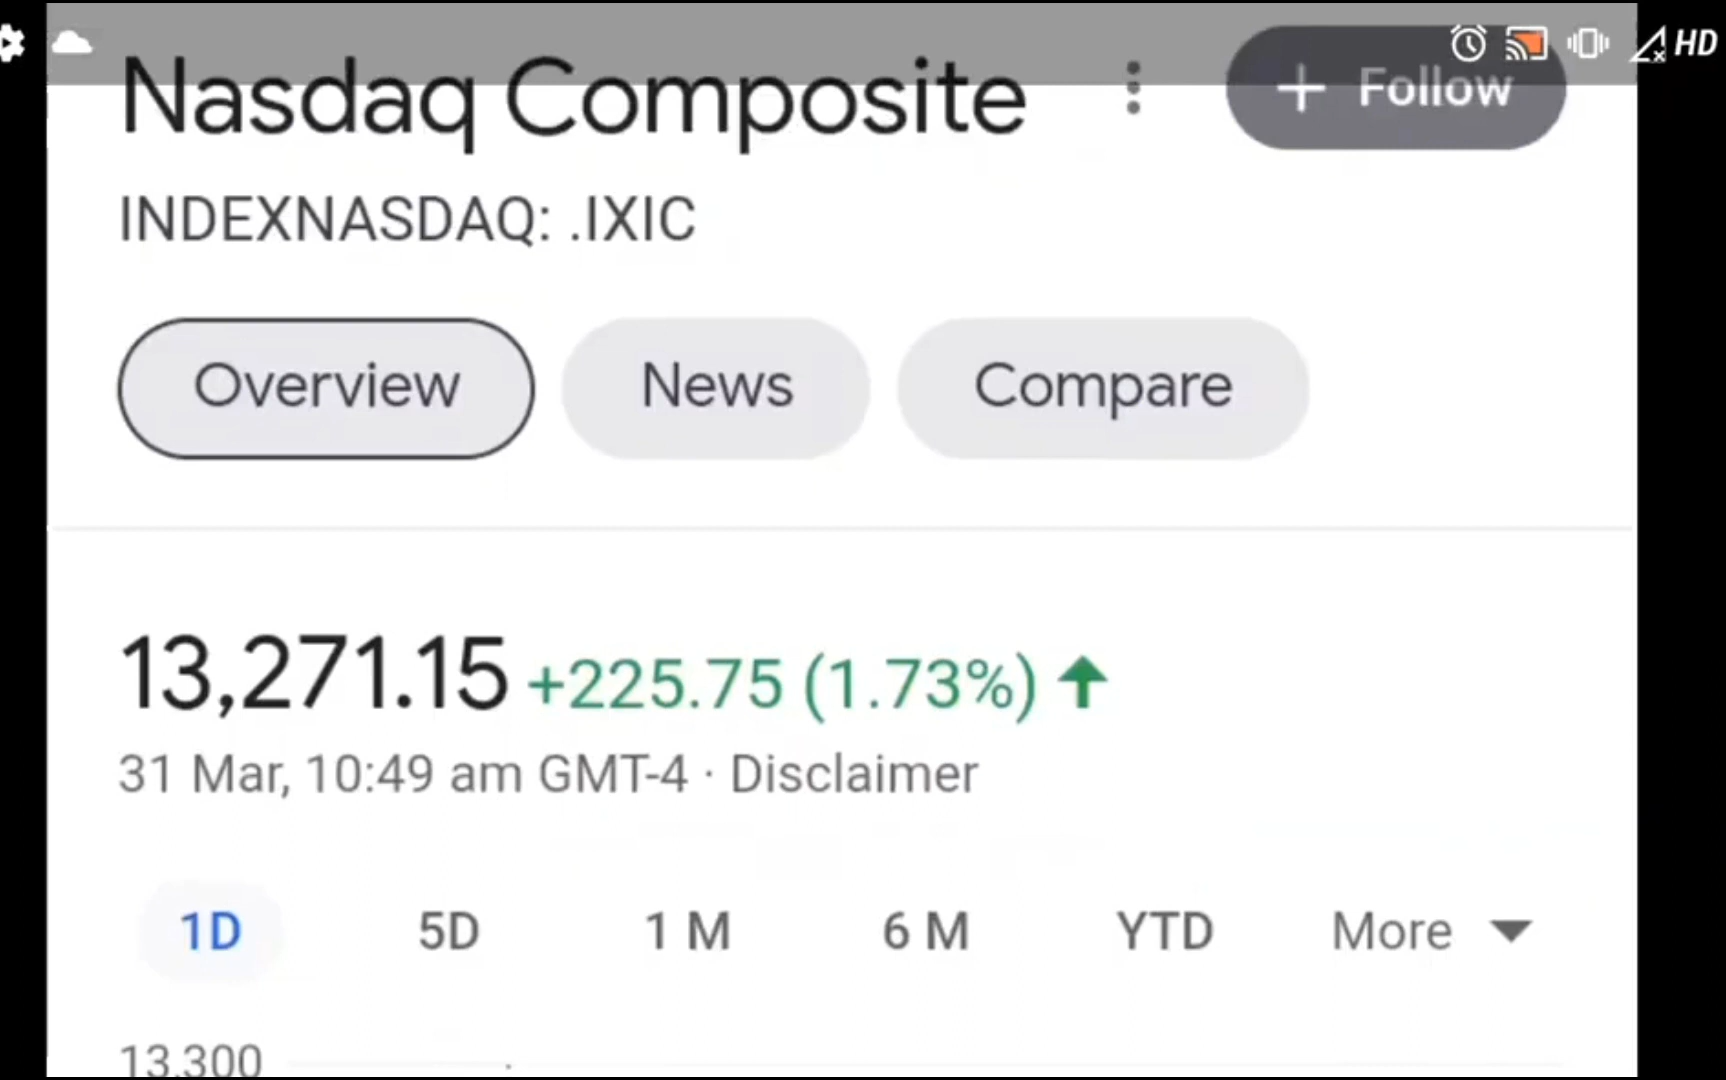 HD
Nasdaq Composite
+ Follow
INDEXNASDAQ: .IXIC
Overview News Compare
13,271.15 +225.75 (1.73%)
31 Mar, 10:49 am GMT-4 · Disclaimer
1D 5D 1 M 6 M YTD More
13,300